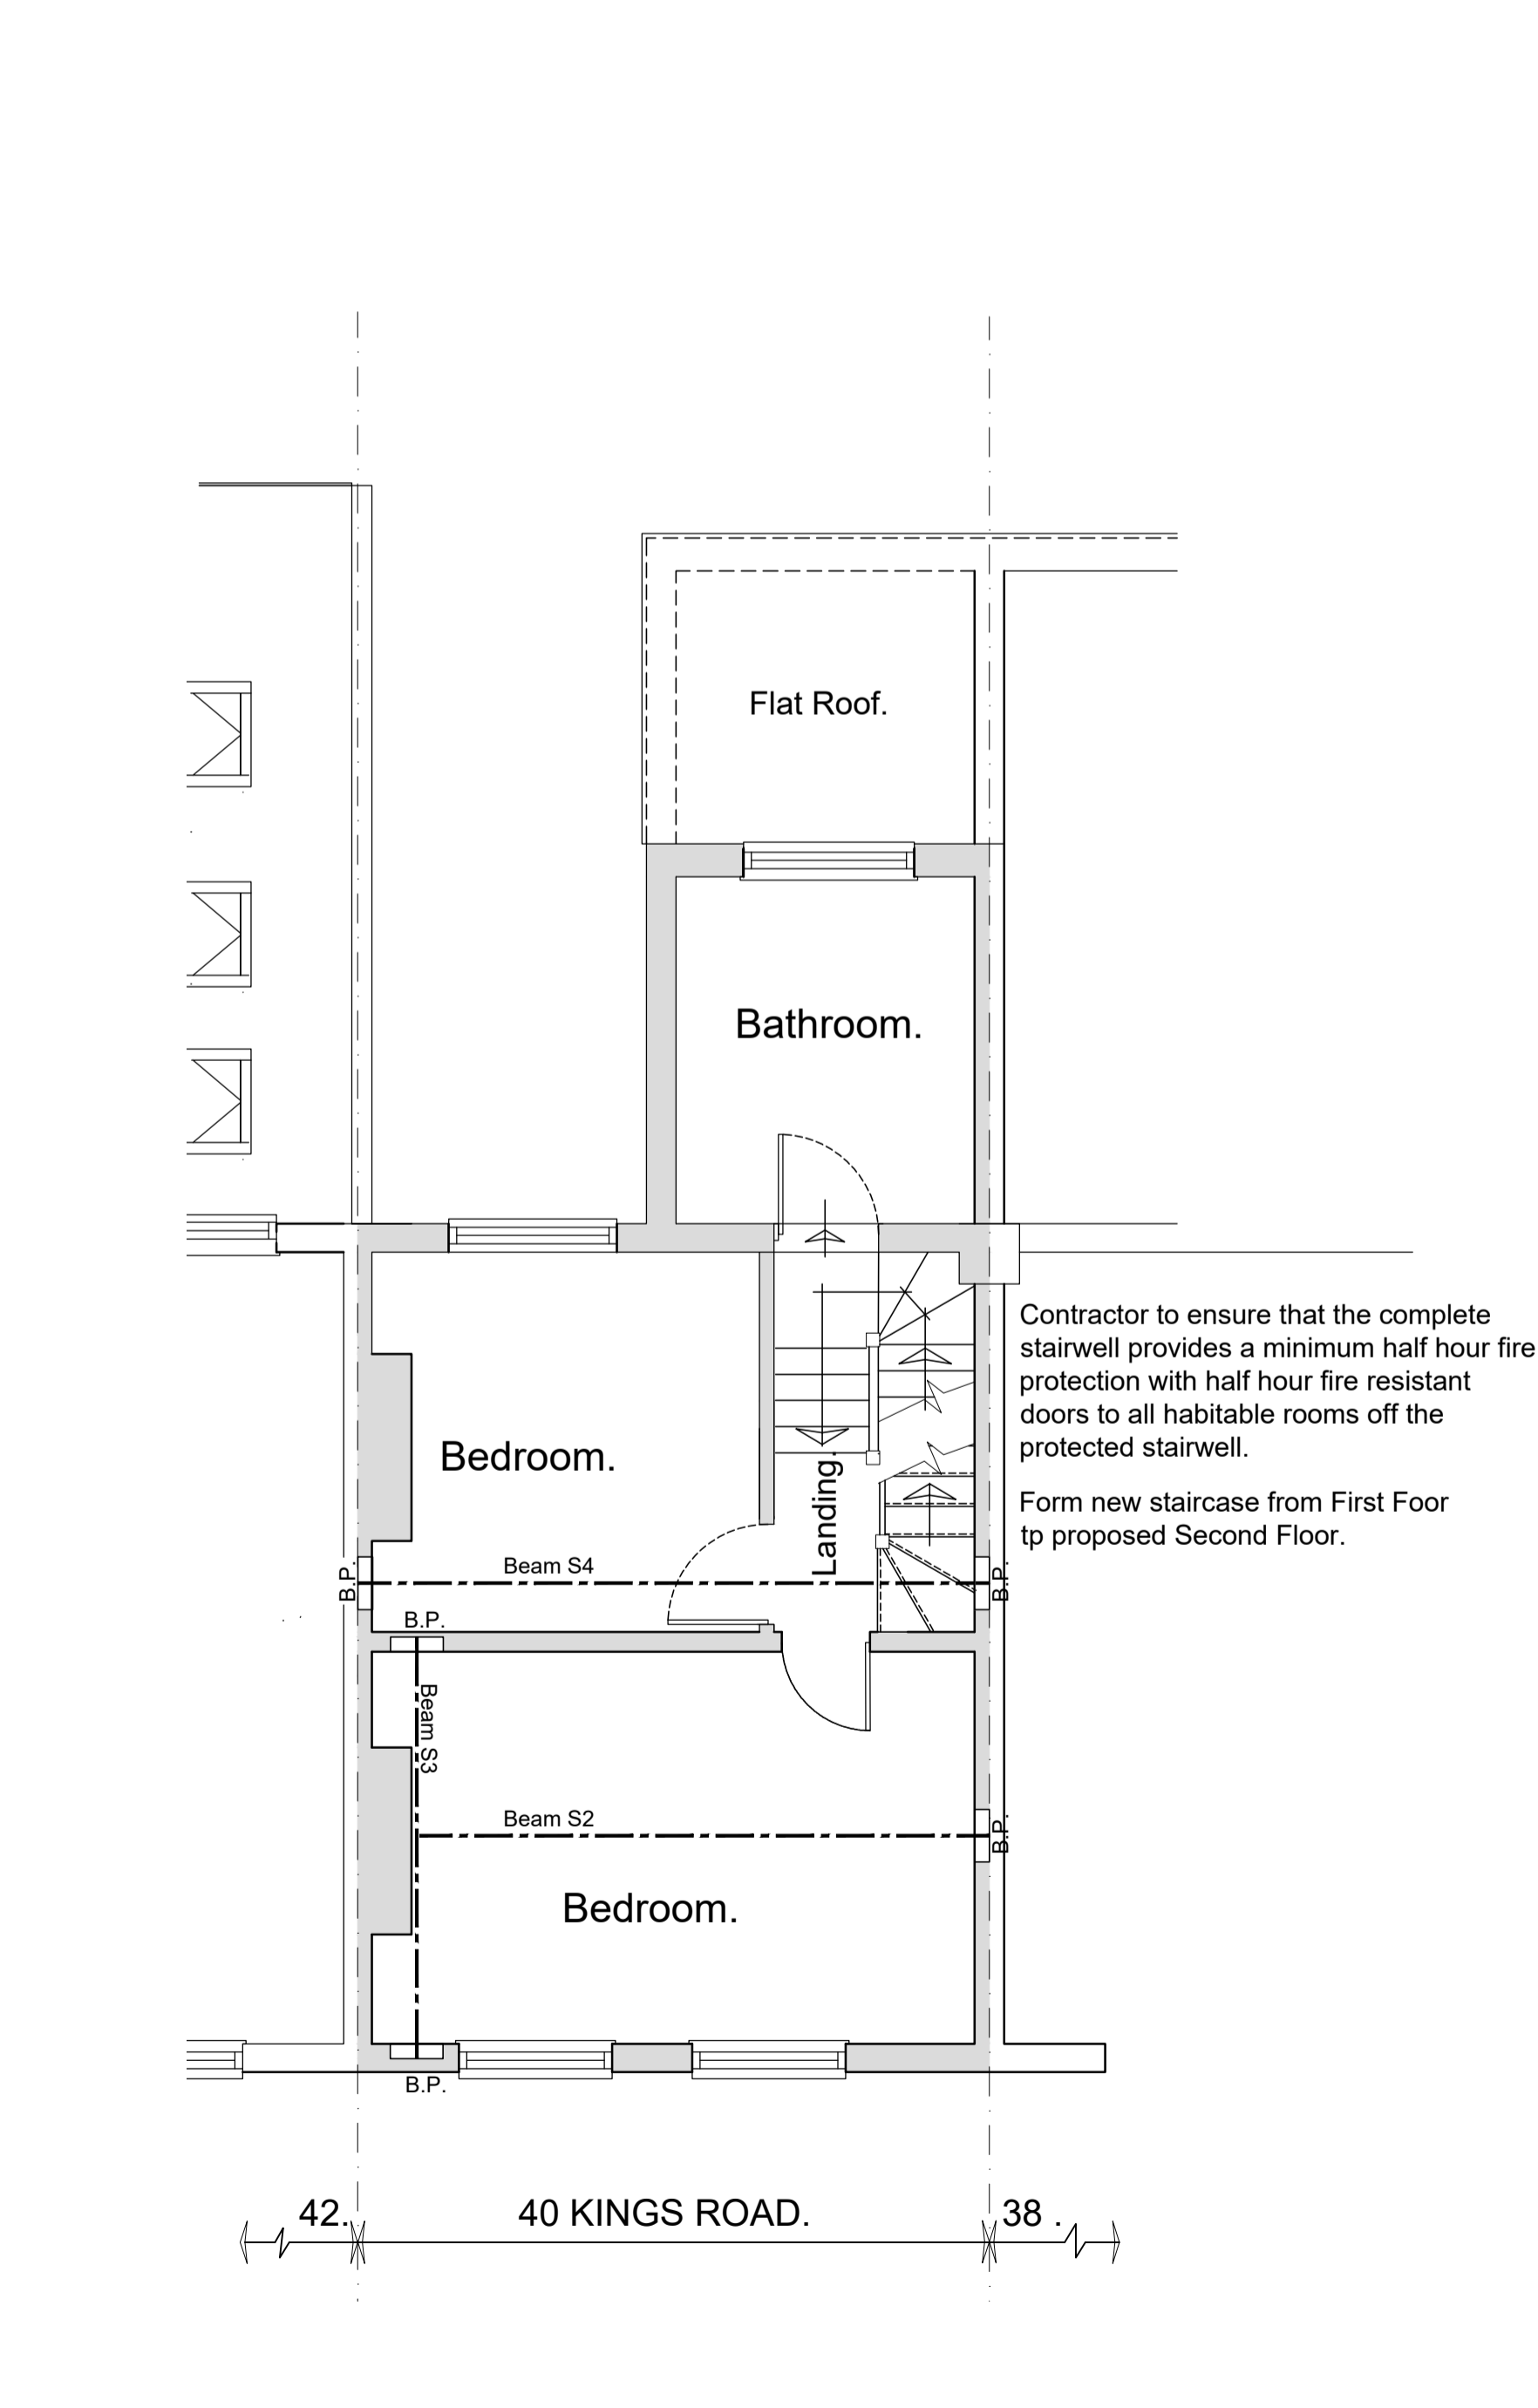 Flat Roof.
Bathroom.
Contractor to ensure that the complete
stairwell provides a minimum half hour fire
protection with half hour fire resistant
doors to all habitable rooms off the
protected stairwell.
Form new staircase from First Foor
tp proposed Second Floor.
Bedroom.
Landing.
Beam S4
B.P.
B.P.
B.P.
Beam S3
Beam S2
B.P.
Bedroom.
B.P.
42.
40 KINGS ROAD.
38 .